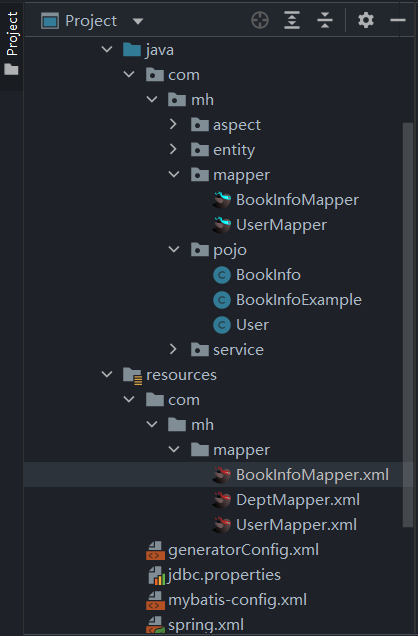 Project
Project
java
com
mh
aspect
entity
mapper
BookInfoMapper
UserMapper
pojo
BookInfo
BookInfoExample
User
service
resources
com
mh
mapper
BookInfoMapper.xml
DeptMapper.xml
UserMapper.xml
generatorConfig.xml
jdbc.properties
mybatis-config.xml
spring.xml